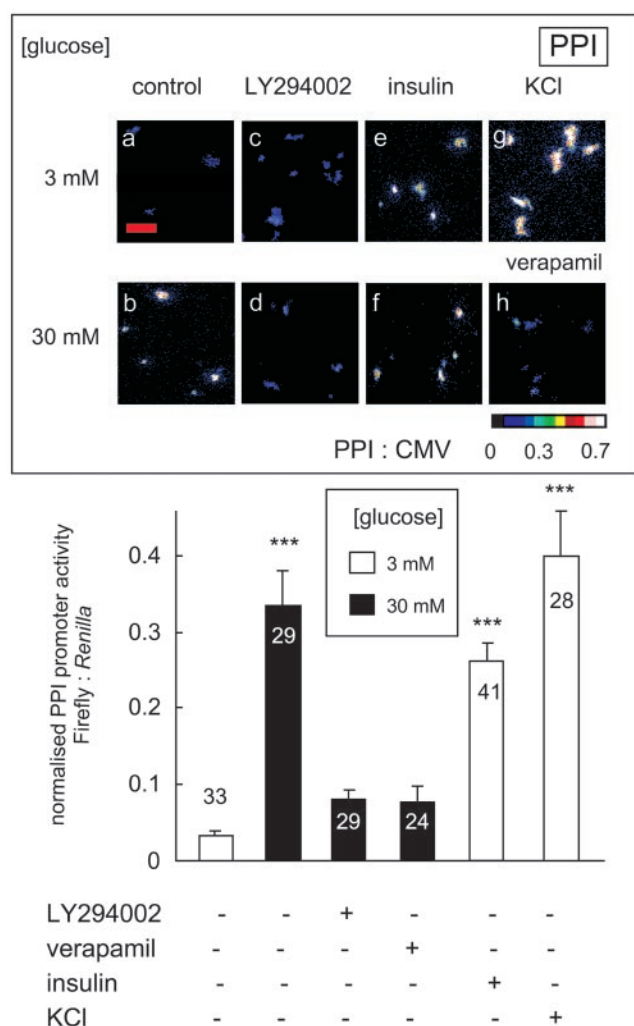 [glucose]
PPI
control LY294002 insulin KCl
a c e g
3 mM
verapamil
b d f h
30 mM
PPI : CMV 0 0.3 0.7
normalised PPI promoter activity
Firefly : Renilla
0.4
0.3
0.2
0.1
0
[glucose]
3 mM
30 mM
33
***
29
29
24
***
41
***
28
LY294002 - - + - - -
verapamil - - - + - -
insulin - - - - + -
KCl - - - - - +